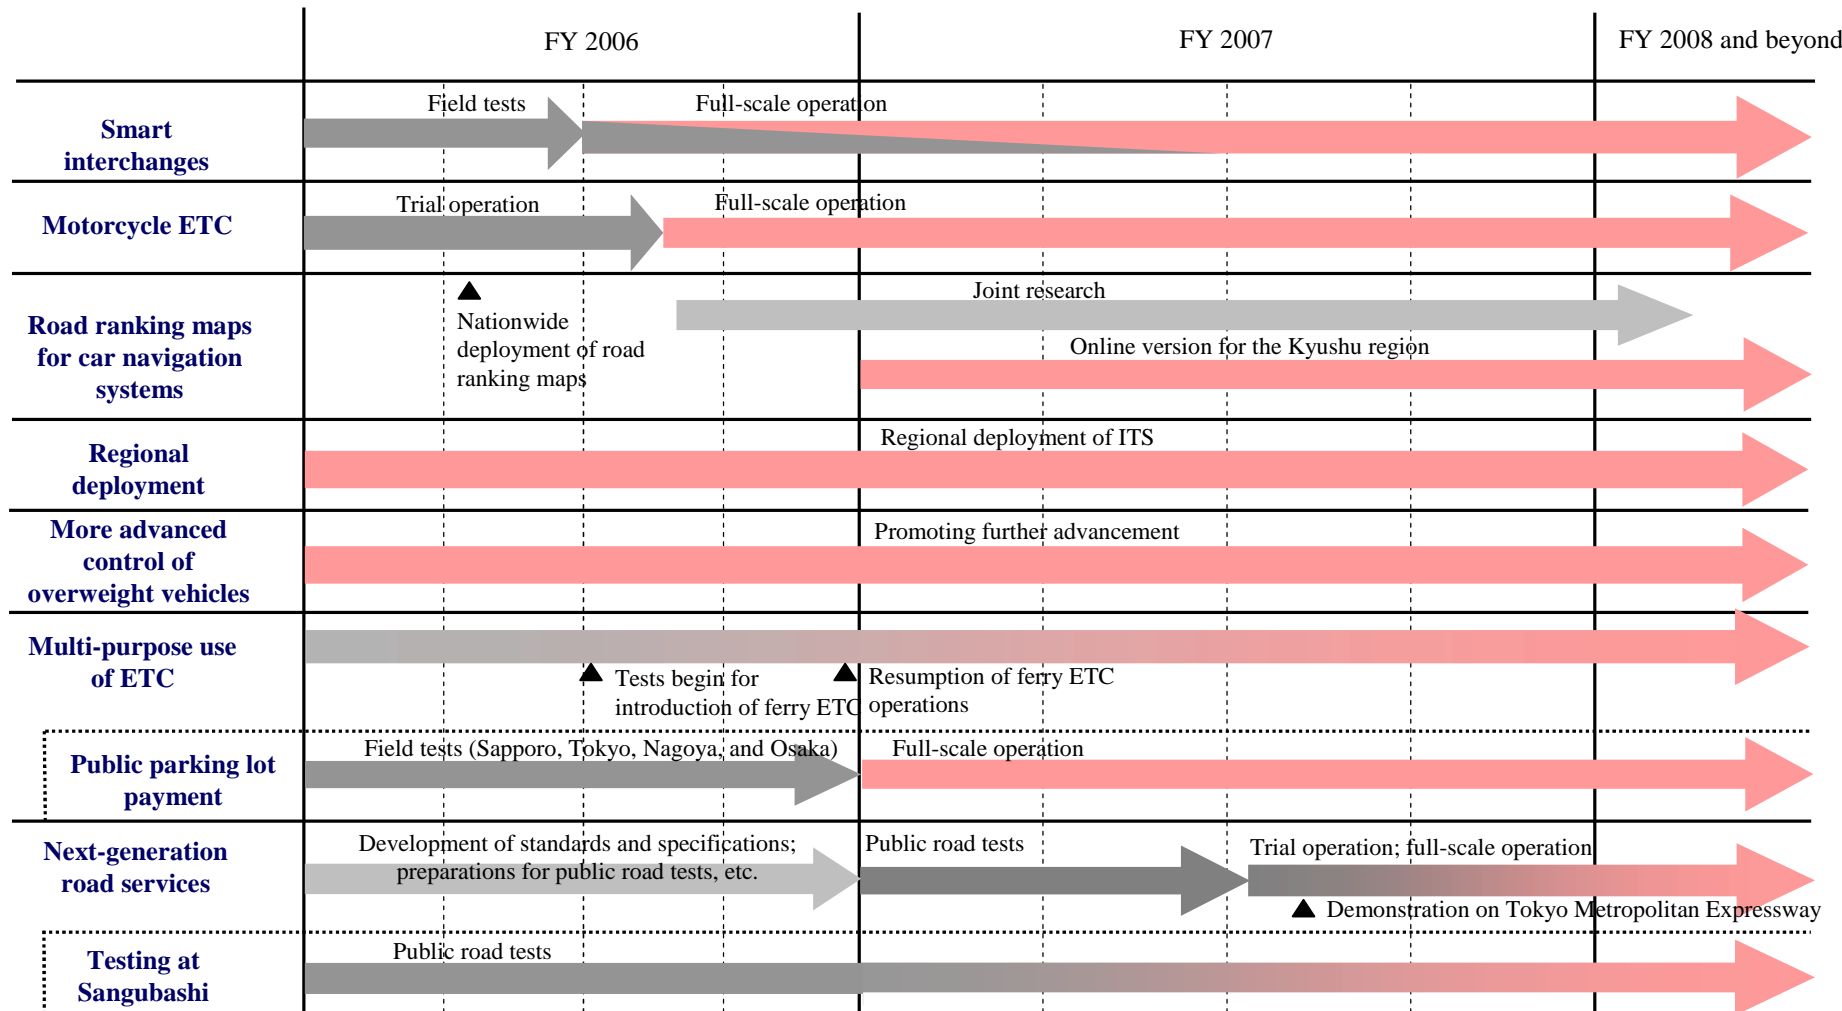 FY 2006
FY 2007
FY 2008 and beyond
Smart
interchanges
Field tests
Full-scale operation
Motorcycle ETC
Trial operation
Full-scale operation
Road ranking maps
for car navigation
systems
Nationwide
deployment of road
ranking maps
Joint research
Online version for the Kyushu region
Regional
deployment
Regional deployment of ITS
More advanced
control of
overweight vehicles
Promoting further advancement
Multi-purpose use
of ETC
Tests begin for
introduction of ferry ETC
Resumption of ferry ETC
operations
Public parking lot
payment
Field tests (Sapporo, Tokyo, Nagoya, and Osaka)
Full-scale operation
Next-generation
road services
Development of standards and specifications;
preparations for public road tests, etc.
Public road tests
Trial operation; full-scale operation
Demonstration on Tokyo Metropolitan Expressway
Testing at
Sangubashi
Public road tests